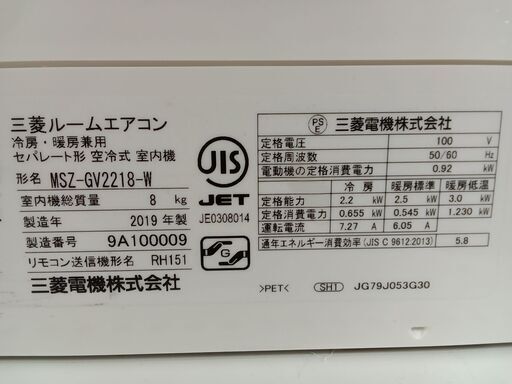 三菱ルームエアコン
冷房・暖房兼用
セパレート形 空冷式 室内機
形名 MSZ-GV2218-W
室内機総質量 8 kg
製造年 2019 年
製造番号 9A100009
リモコン送信機形名 RH151
三菱電機株式会社
JIS
JET
JE0308014
G
PS
E
三菱電機株式会社
定格電圧 100 V
定格周波数 50/60 Hz
電動機の定格消費電力 0.92 kW
冷 房 暖房標準 暖房低温
定格能力 2.2 kW 2.5 kW 3.0 kW
定格消費電力 0.655 kW 0.545 kW 1.230 kW
運転電流 7.27 A 6.05 A
通年エネルギー消費効率 (JIS C 9612:2013) 5.8
>PET< SH1 JG79J053G30